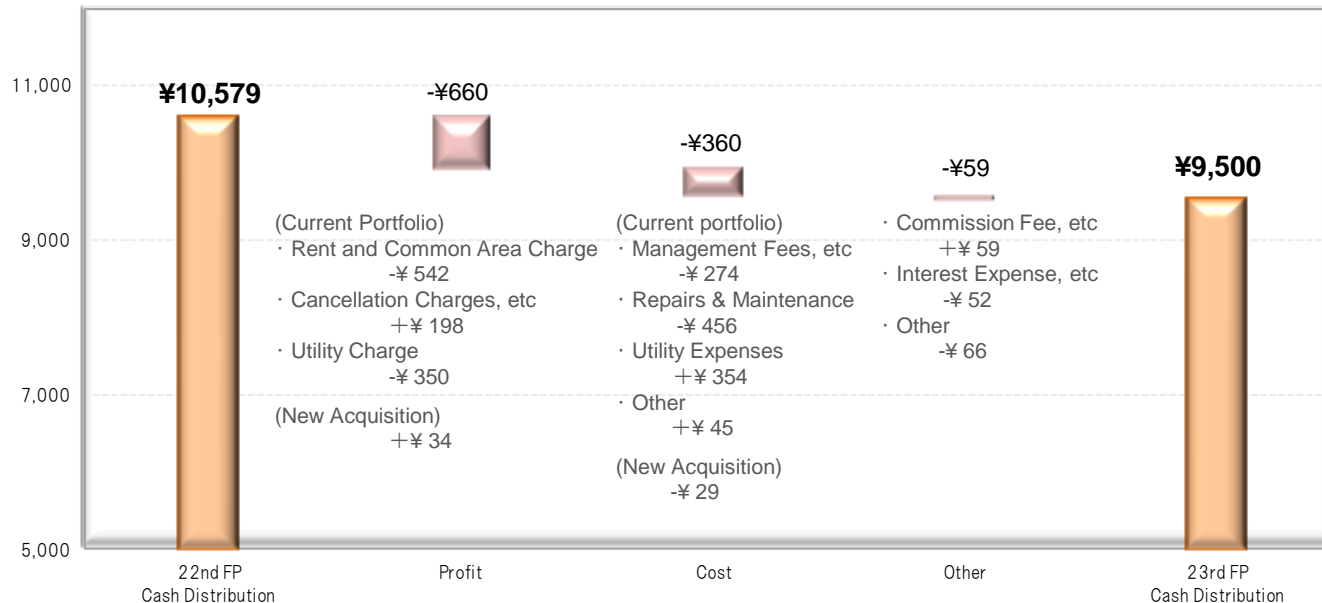 11,000
9,000
7,000
5,000
¥10,579
-¥660
-¥360
-¥59
¥9,500
(Current Portfolio)
・ Rent and Common Area Charge
-¥ 542
・ Cancellation Charges, etc
+¥ 198
・ Utility Charge
-¥ 350
(New Acquisition)
+¥ 34
(Current portfolio)
・ Management Fees, etc
-¥ 274
・ Repairs & Maintenance
-¥ 456
・ Utility Expenses
+¥ 354
・ Other
+¥ 45
(New Acquisition)
-¥ 29
・ Commission Fee, etc
+¥ 59
・ Interest Expense, etc
-¥ 52
・ Other
-¥ 66
22nd FP
Cash Distribution
Profit
Cost
Other
23rd FP
Cash Distribution